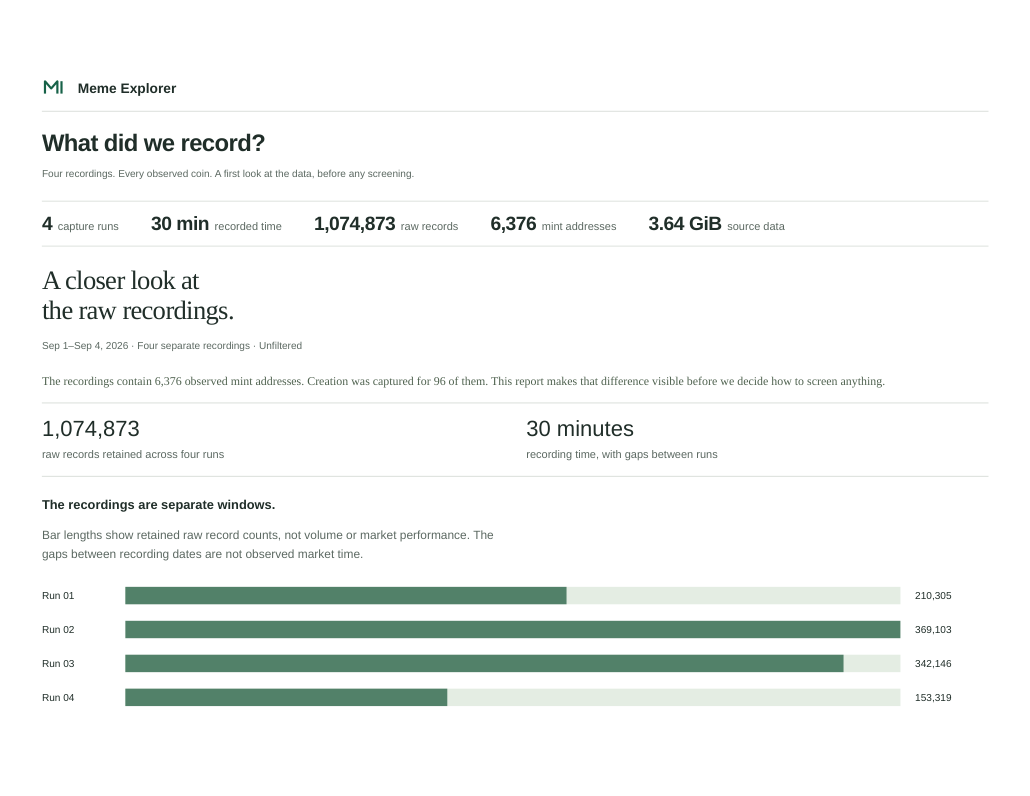 MI Meme Explorer
What did we record?
Four recordings. Every observed coin. A first look at the data, before any screening.
4 capture runs 30 min recorded time 1,074,873 raw records 6,376 mint addresses 3.64 GiB source data
A closer look at
the raw recordings.
Sep 1–Sep 4, 2026 · Four separate recordings · Unfiltered
The recordings contain 6,376 observed mint addresses. Creation was captured for 96 of them. This report makes that difference visible before we decide how to screen anything.
1,074,873 30 minutes
raw records retained across four runs recording time, with gaps between runs
The recordings are separate windows.
Bar lengths show retained raw record counts, not volume or market performance. The
gaps between recording dates are not observed market time.
Run 01 210,305
Run 02 369,103
Run 03 342,146
Run 04 153,319